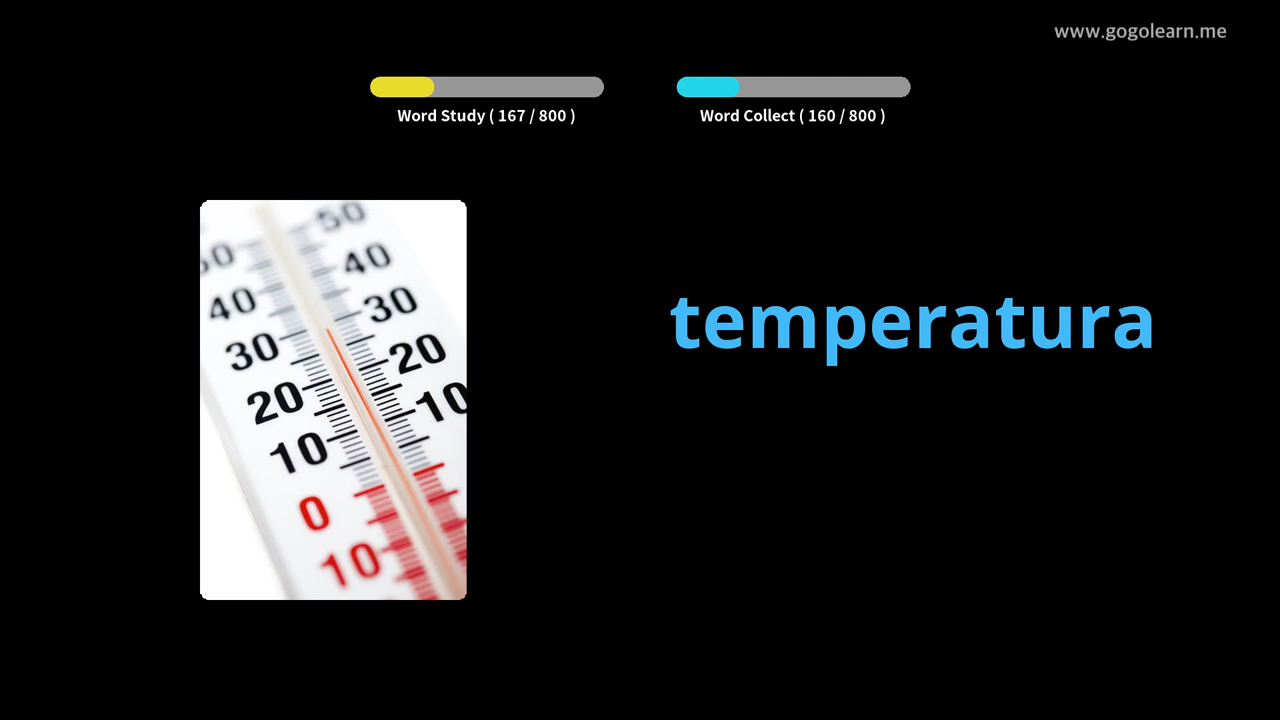 www.gogolearn.me
Word Study ( 167 / 800 )
Word Collect ( 160 / 800 )
temperatura
50
40 40
30 30
20 20
10 10
0
10